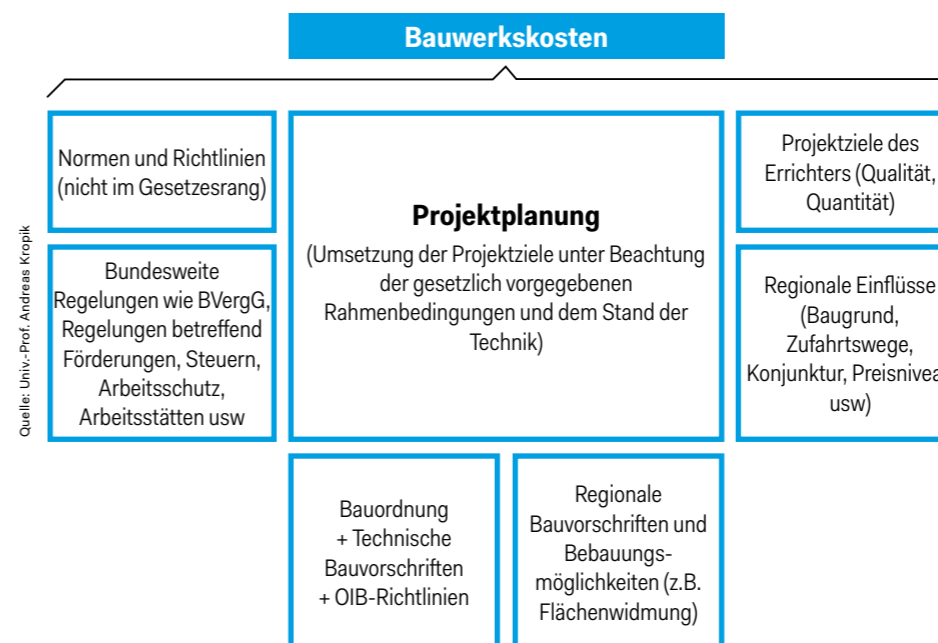 Bauwerkskosten
Normen und Richtlinien
(nicht im Gesetzesrang)
Bundesweite
Regelungen wie BVergG,
Regelungen betreffend
Förderungen, Steuern,
Arbeitsschutz,
Arbeitsstätten usw
Projektplanung
(Umsetzung der Projektziele unter Beachtung
der gesetzlich vorgegebenen
Rahmenbedingungen und dem Stand der
Technik)
Projektziele des
Errichters (Qualität,
Quantität)
Regionale Einflüsse
(Baugrund,
Zufahrtswege,
Konjunktur,
usw)
Bauordnung
+ Technische
Bauvorschriften
+ OIB-Richtlinien
Regionale
Bauvorschriften und
Bebauungs-
möglichkeiten (z.B.
Flächenwidmung)
Quelle: Univ.-Prof. Andreas Kropik